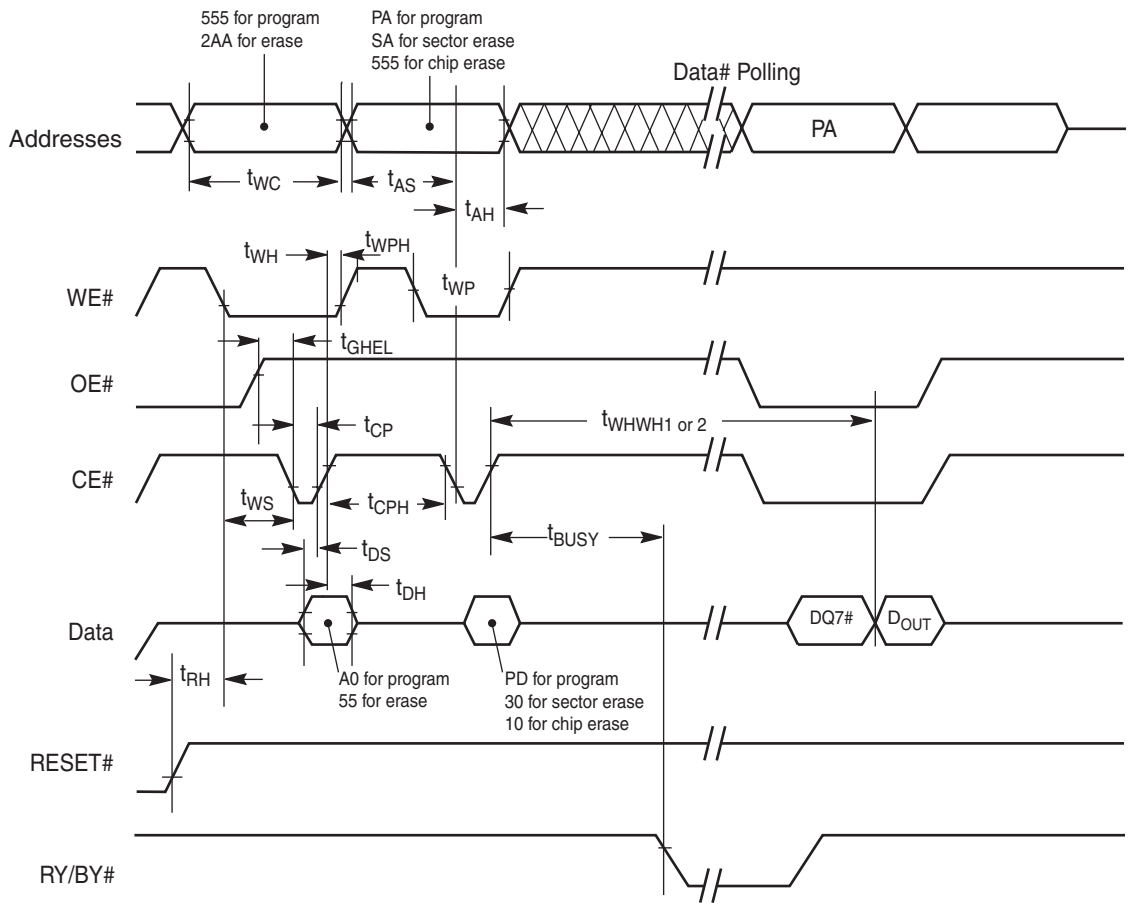 555 for program
2AA for erase
PA for program
SA for sector erase
555 for chip erase
Data# Polling
Addresses
PA
tWC
tAS
tAH
tWH
tWPH
WE#
tWP
tGHEL
OE#
tCP
tWHWH1 or 2
CE#
tWS
tCPH
tBUSY
tDS
tDH
Data
DQ7#
DOUT
tRH
A0 for program
55 for erase
PD for program
30 for sector erase
10 for chip erase
RESET#
RY/BY#